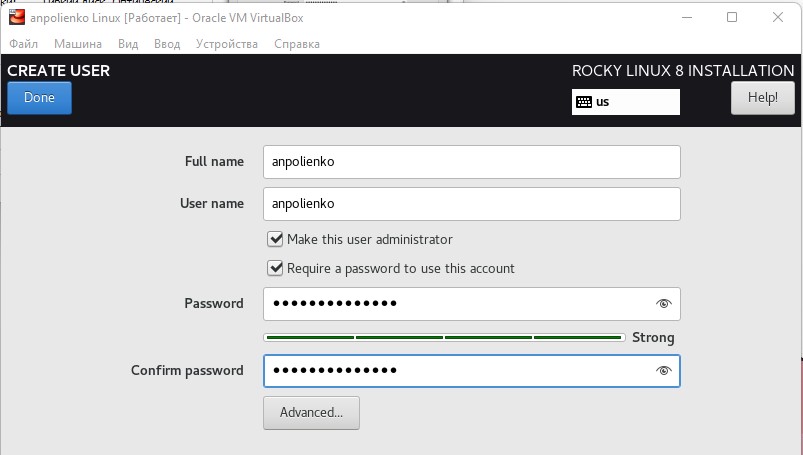 anpolienko Linux [Работает] - Oracle VM VirtualBox
Файл Машина Вид Ввод Устройства Справка
CREATE USER ROCKY LINUX 8 INSTALLATION
Done us Help!
Full name anpolienko
User name anpolienko
Make this user administrator
Require a password to use this account
Password ●●●●●●●●●●●●●●
Strong
Confirm password ●●●●●●●●●●●●●●
Advanced...